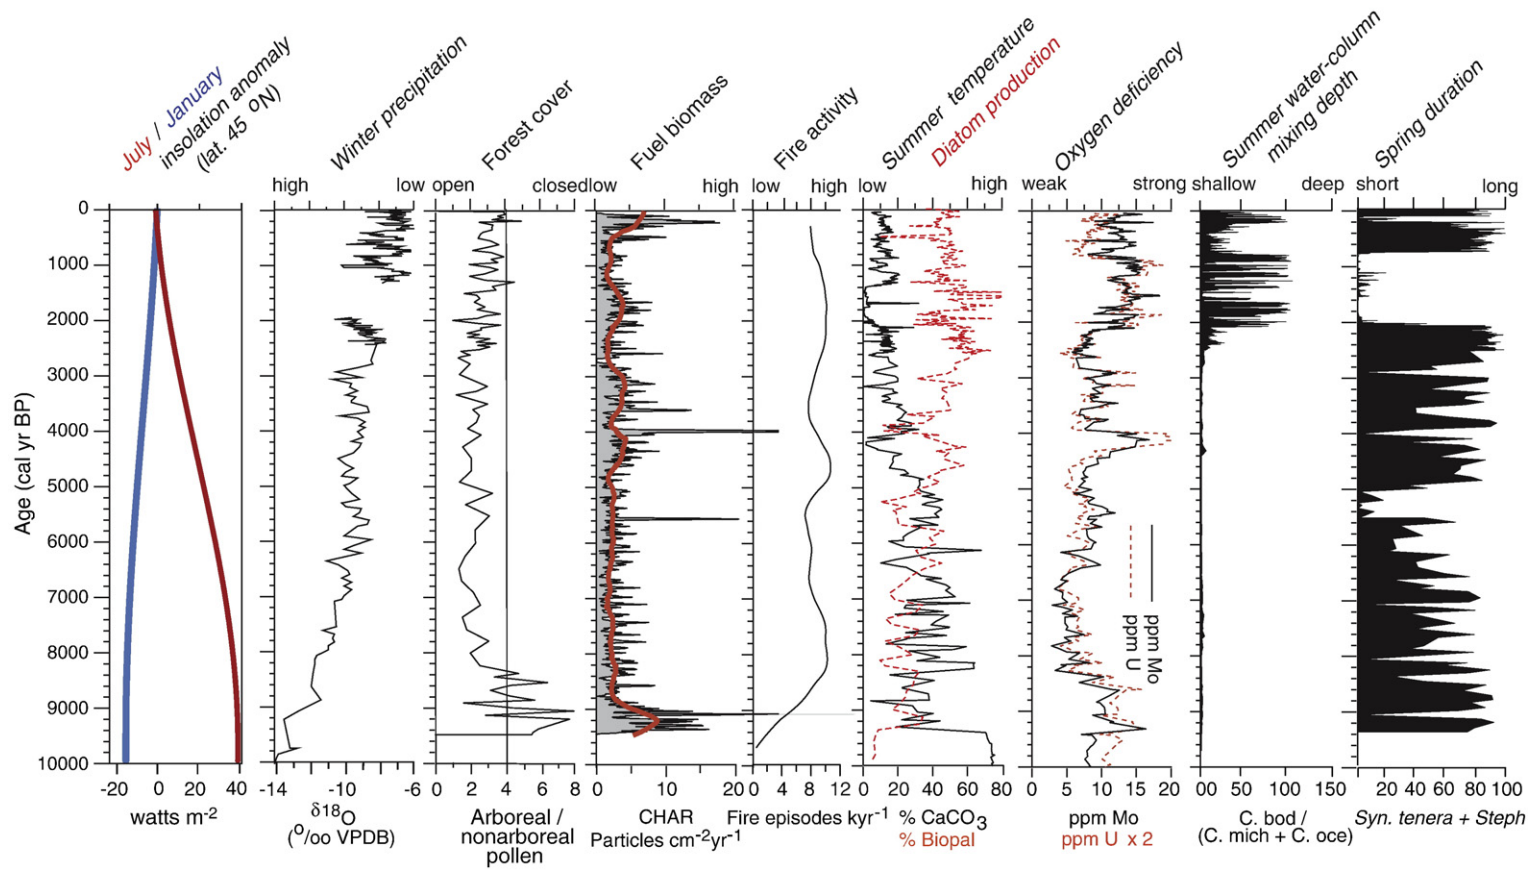 July / January
insolation anomaly
(lat. 45 ºN)
Winter precipitation
Forest cover
Fuel biomass
Fire activity
Summer temperature
Diatom production
Oxygen deficiency
Summer water-column
mixing depth
Spring duration
high low open closed low high low high low high weak strong shallow deep short long
Age (cal yr BP)
0
1000
2000
3000
4000
5000
6000
7000
8000
9000
10000
ppm Mo
ppm U
-20 0 20 40 -14 -10 -6 0 2 4 6 8 0 5 10 20 0 4 8 12 0 20 40 60 80 0 5 10 15 20 00 50 100 150 20 40 60 80 100
watts m-2
δ18O
(º/oo VPDB)
Arboreal /
nonarboreal
pollen
CHAR
Particles cm-2yr-1
Fire episodes kyr-1
% CaCO3
% Biopal
ppm Mo
ppm U x 2
C. bod /
(C. mich + C. oce)
Syn. tenera + Steph